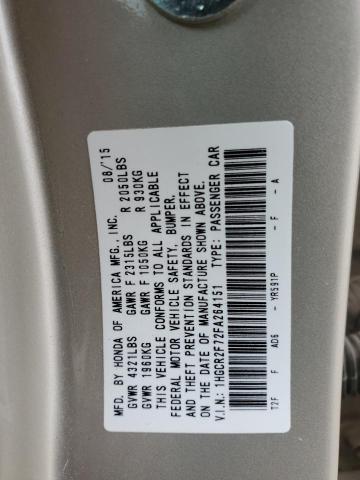 MFD. BY HONDA OF AMERICA MFG., INC. 08/'15
GVWR 4321LBS GAWR F 2315LBS R 2050LBS
GVWR 1960KG GAWR F 1050KG R 930KG
THIS VEHICLE CONFORMS TO ALL APPLICABLE
FEDERAL MOTOR VEHICLE SAFETY, BUMPER,
AND THEFT PREVENTION STANDARDS IN EFFECT
ON THE DATE OF MANUFACTURE SHOWN ABOVE.
V.I.N.: 1HGCR2F72FA264151 TYPE: PASSENGER CAR
T2F F AD6 - YR591P - F - A